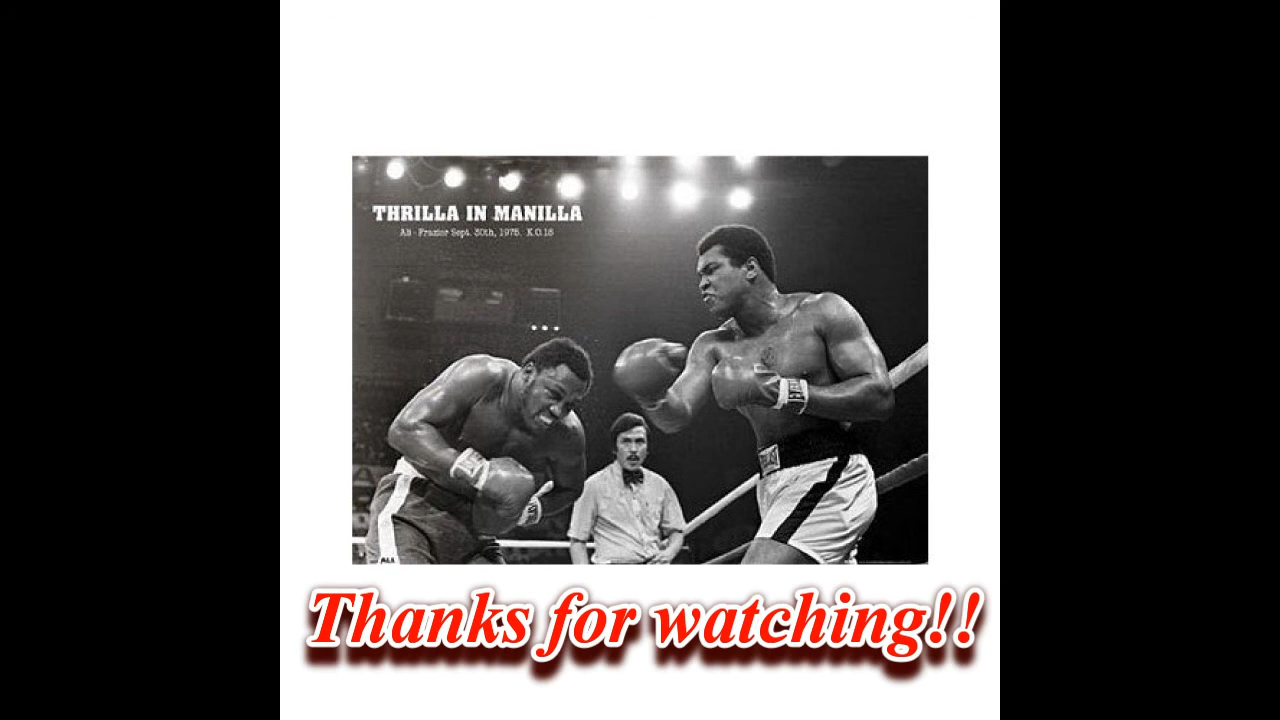 THRILLA IN MANILLA
Ali - Frazier Sept. 30th, 1975. K.O.15
Thanks for watching!!